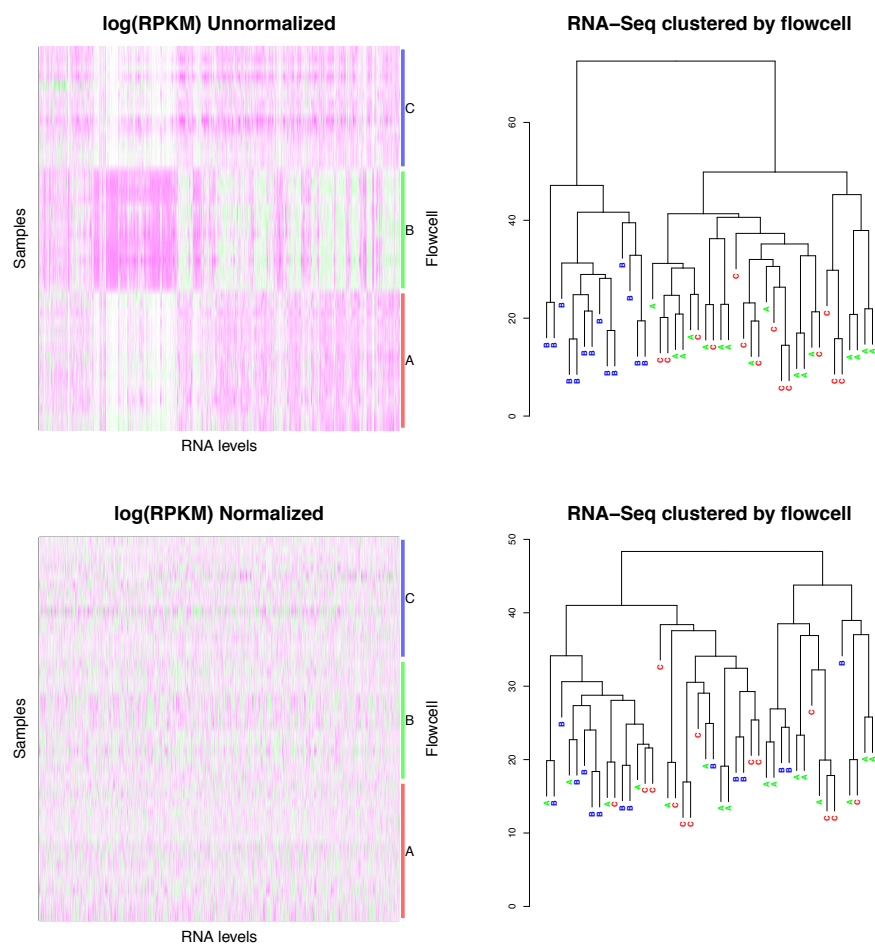 log(RPKM) Unnormalized
Samples
C
B
A
Flowcell
RNA levels
RNA−Seq clustered by flowcell
60
40
20
0
B
B
B
B
B
B
B
B
B
B
B
B
B
B
A
C
C
A
A
A
C
A
C
A
A
C
C
A
C
A
C
C
C
A
A
A
C
C
C
C
A
A
A
A
log(RPKM) Normalized
Samples
C
B
A
Flowcell
RNA levels
RNA−Seq clustered by flowcell
50
40
30
20
10
0
A
B
B
A
B
B
B
B
A
C
B
B
A
C
C
C
A
C
C
C
C
A
B
A
A
B
B
C
C
A
A
B
B
A
A
C
A
C
C
B
A
C
A
A